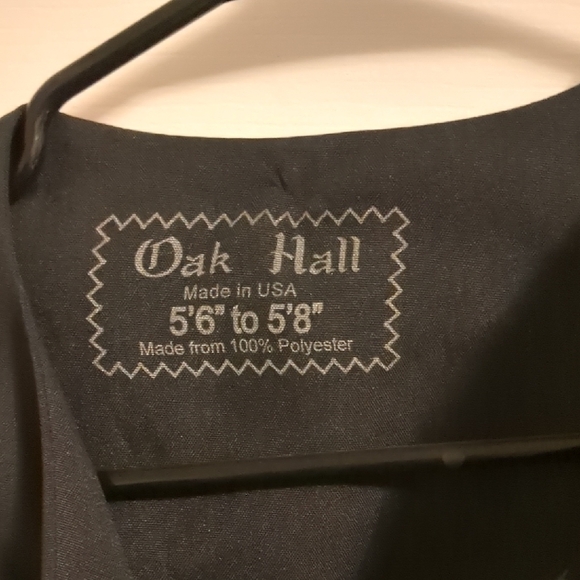 Oak Hall
Made in USA
5'6" to 5'8"
Made from 100% Polyester